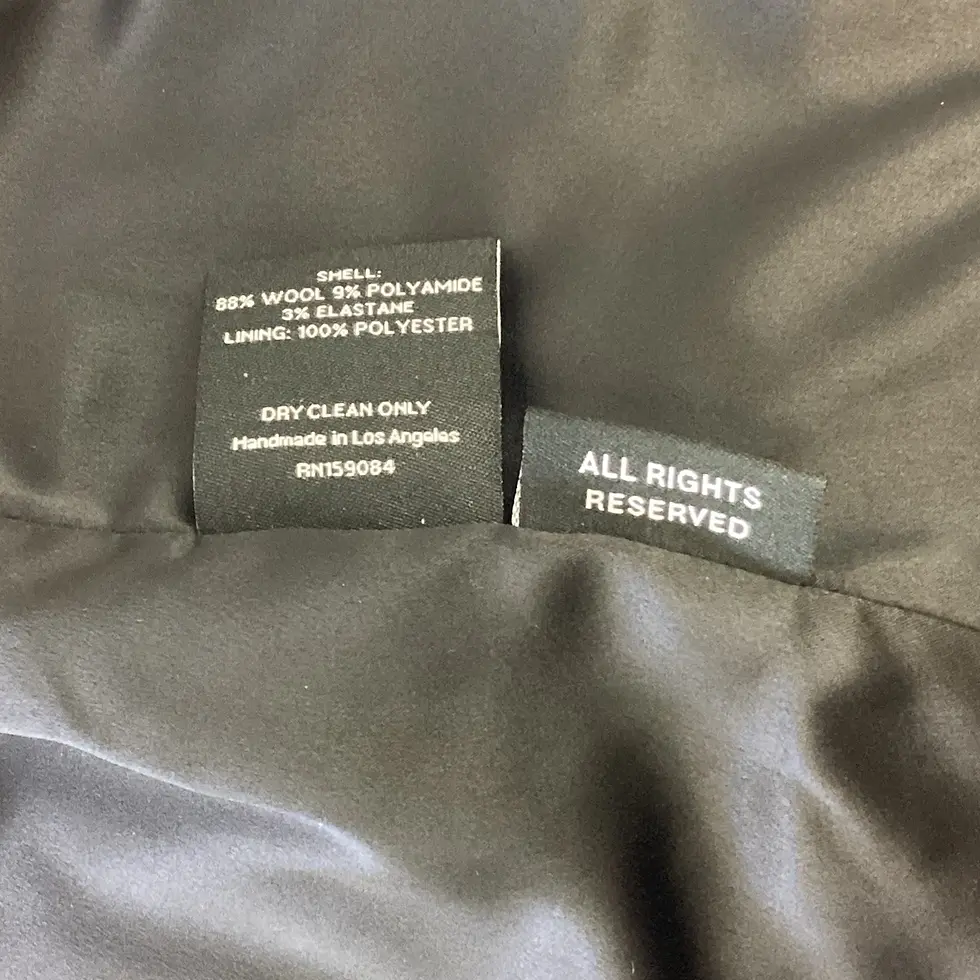 SHELL:
88% WOOL 9% POLYAMIDE
3% ELASTANE
LINING: 100% POLYESTER
DRY CLEAN ONLY
Handmade in Los Angeles
RN159084
ALL RIGHTS
RESERVED